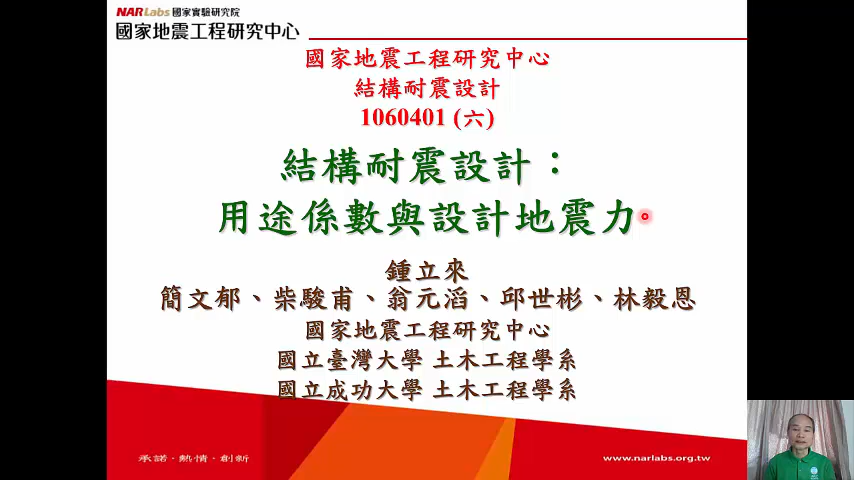 NARLabs 國家實驗研究院
國家地震工程研究中心
國家地震工程研究中心
結構耐震設計
1060401 (六)
結構耐震設計：
用途係數與設計地震力
鍾立來
簡文郁、柴駿甫、翁元滔、邱世彬、林毅恩
國家地震工程研究中心
國立臺灣大學 土木工程學系
國立成功大學 土木工程學系
承諾·熱情·創新
www.narlabs.org.tw